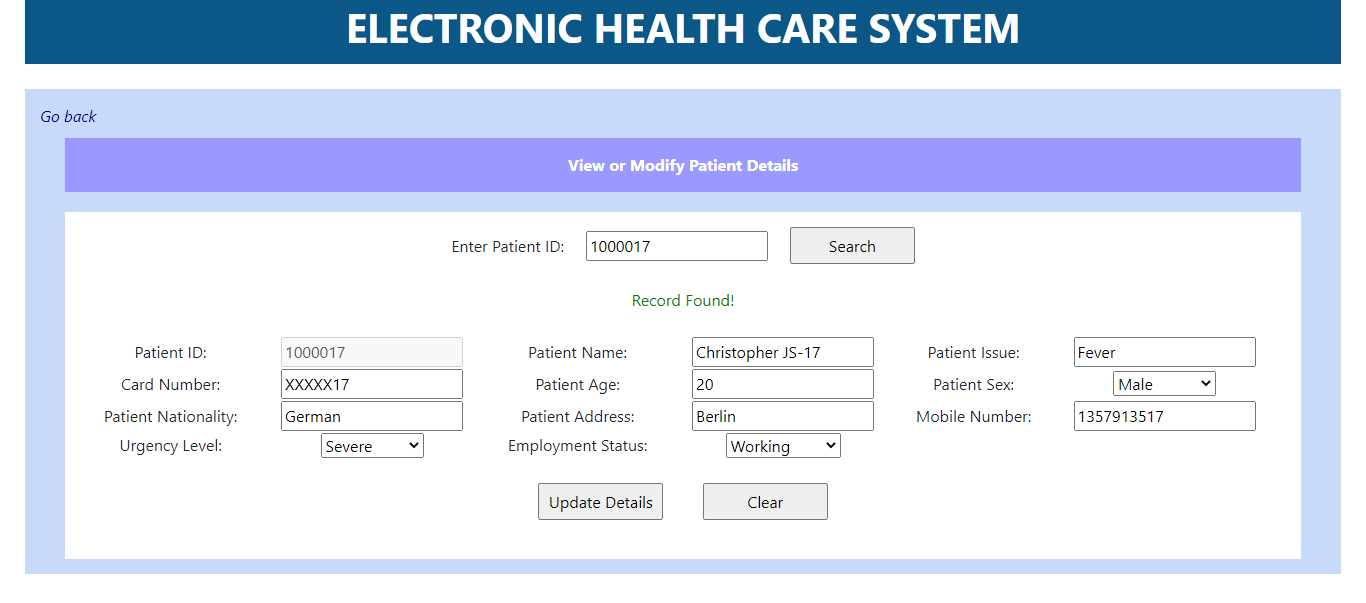 ELECTRONIC HEALTH CARE SYSTEM
Go back
View or Modify Patient Details
Enter Patient ID: 1000017 Search
Record Found!
Patient ID: 1000017 Patient Name: Christopher JS-17 Patient Issue: Fever
Card Number: XXXXX17 Patient Age: 20 Patient Sex: Male
Patient Nationality: German Patient Address: Berlin Mobile Number: 1357913517
Urgency Level: Severe Employment Status: Working
Update Details Clear